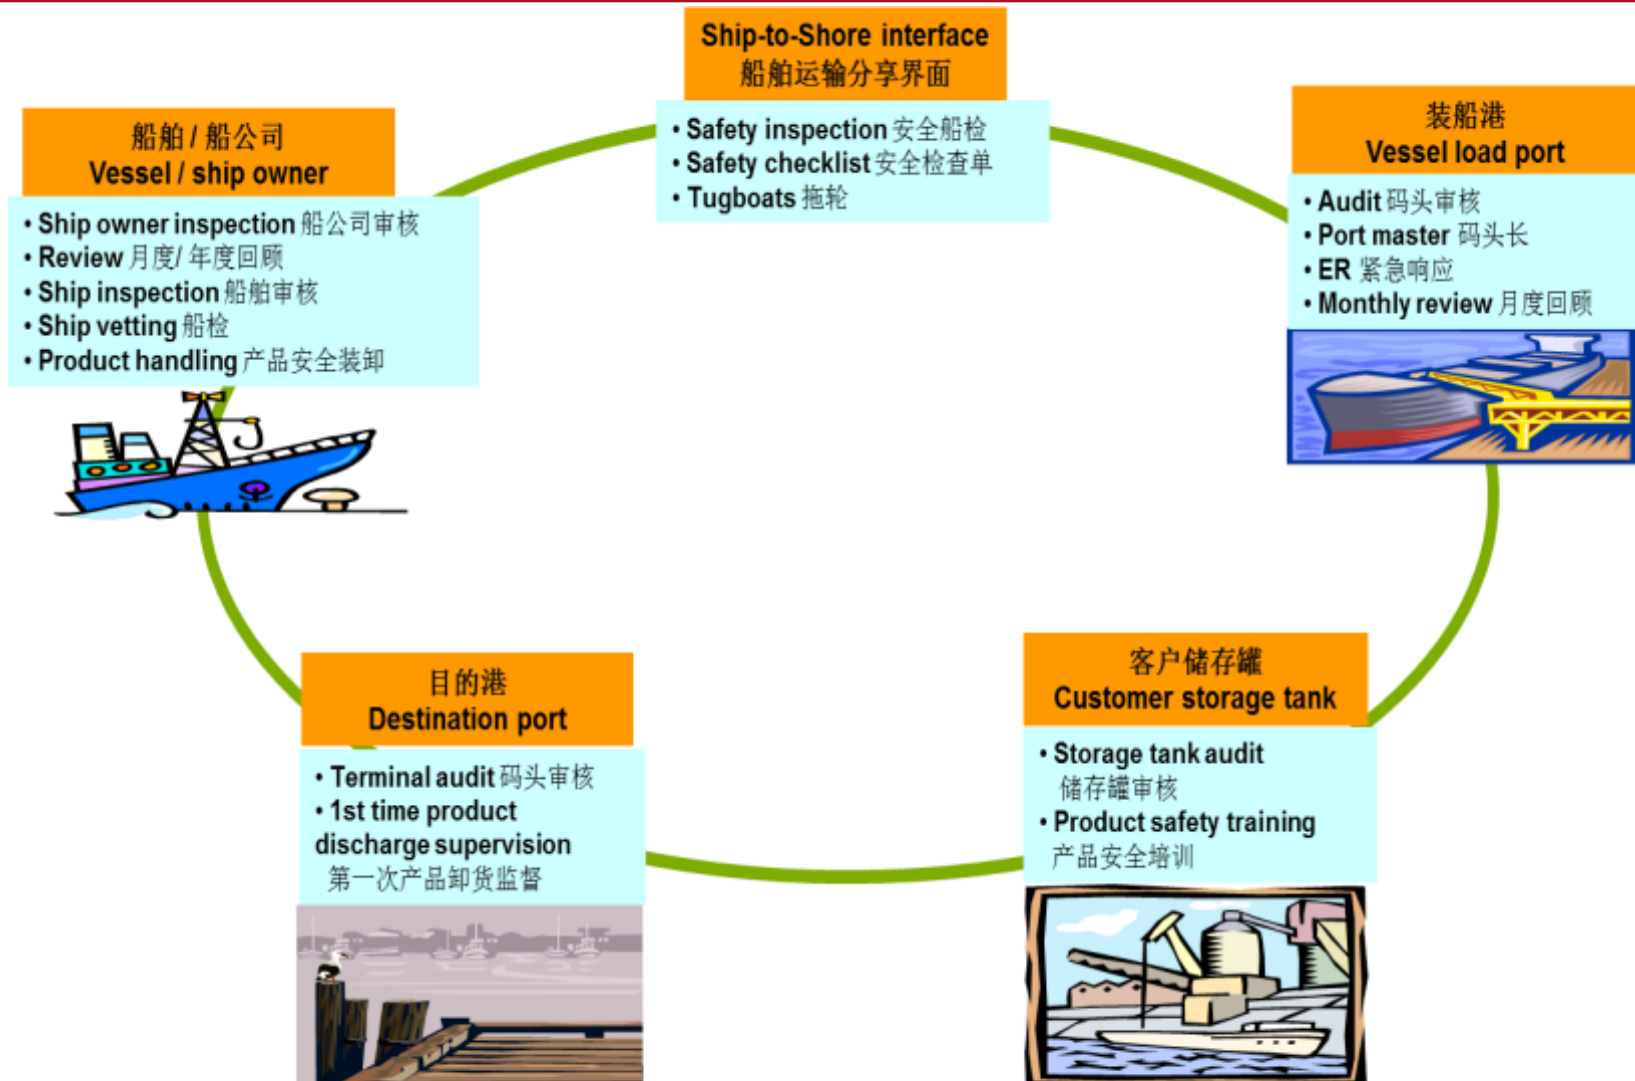 Ship-to-Shore interface
船舶运输分享界面
• Safety inspection 安全船检
• Safety checklist 安全检查单
• Tugboats 拖轮
船舶 / 船公司
Vessel / ship owner
• Ship owner inspection 船公司审核
• Review 月度/ 年度回顾
• Ship inspection 船舶审核
• Ship vetting 船检
• Product handling 产品安全装卸
装船港
Vessel load port
• Audit 码头审核
• Port master 码头长
• ER 紧急响应
• Monthly review 月度回顾
目的港
Destination port
• Terminal audit 码头审核
• 1st time product
discharge supervision
第一次产品卸货监督
客户储存罐
Customer storage tank
• Storage tank audit
储存罐审核
• Product safety training
产品安全培训